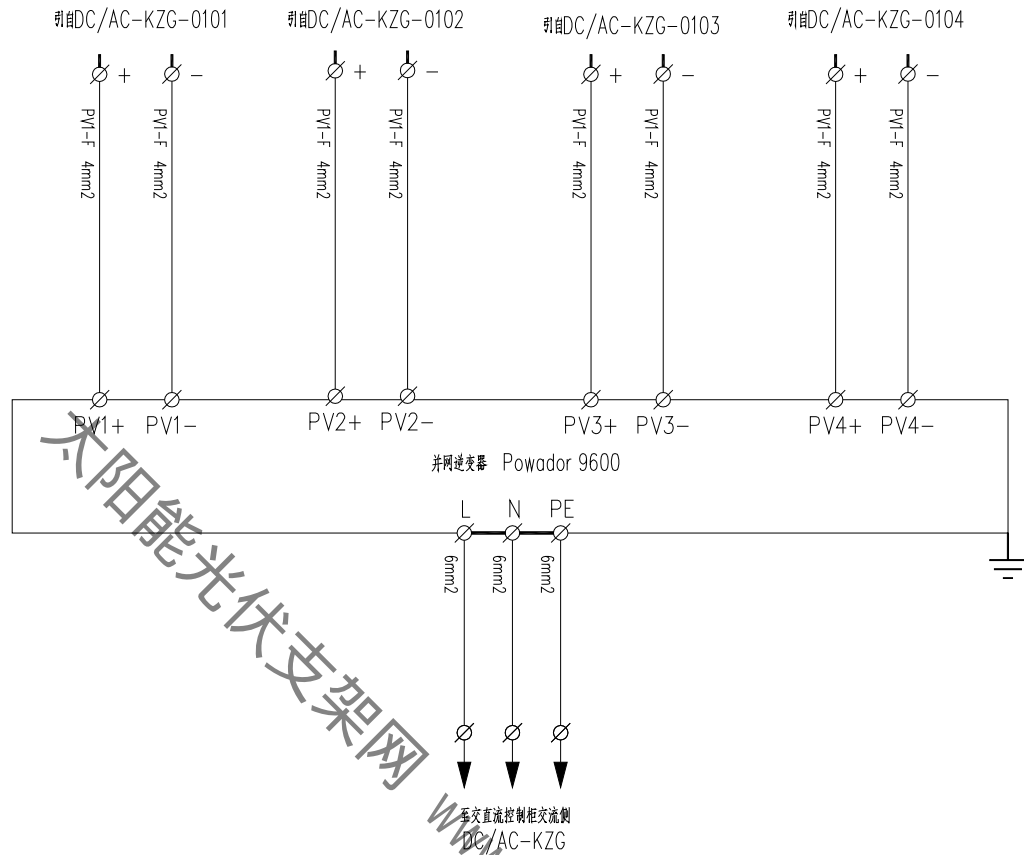 引自DC/AC-KZG-0101
引自DC/AC-KZG-0102
引自DC/AC-KZG-0103
引自DC/AC-KZG-0104
+ -
+ -
+ -
+ -
PV1-F 4mm2
PV1-F 4mm2
PV1-F 4mm2
PV1-F 4mm2
PV1-F 4mm2
PV1-F 4mm2
PV1-F 4mm2
PV1-F 4mm2
PV1+ PV1-
PV2+ PV2-
PV3+ PV3-
PV4+ PV4-
并网逆变器 Powador 9600
L N PE
6mm2
6mm2
6mm2
至交直流控制柜交流侧
DC/AC-KZG
太阳能光伏支架网 www